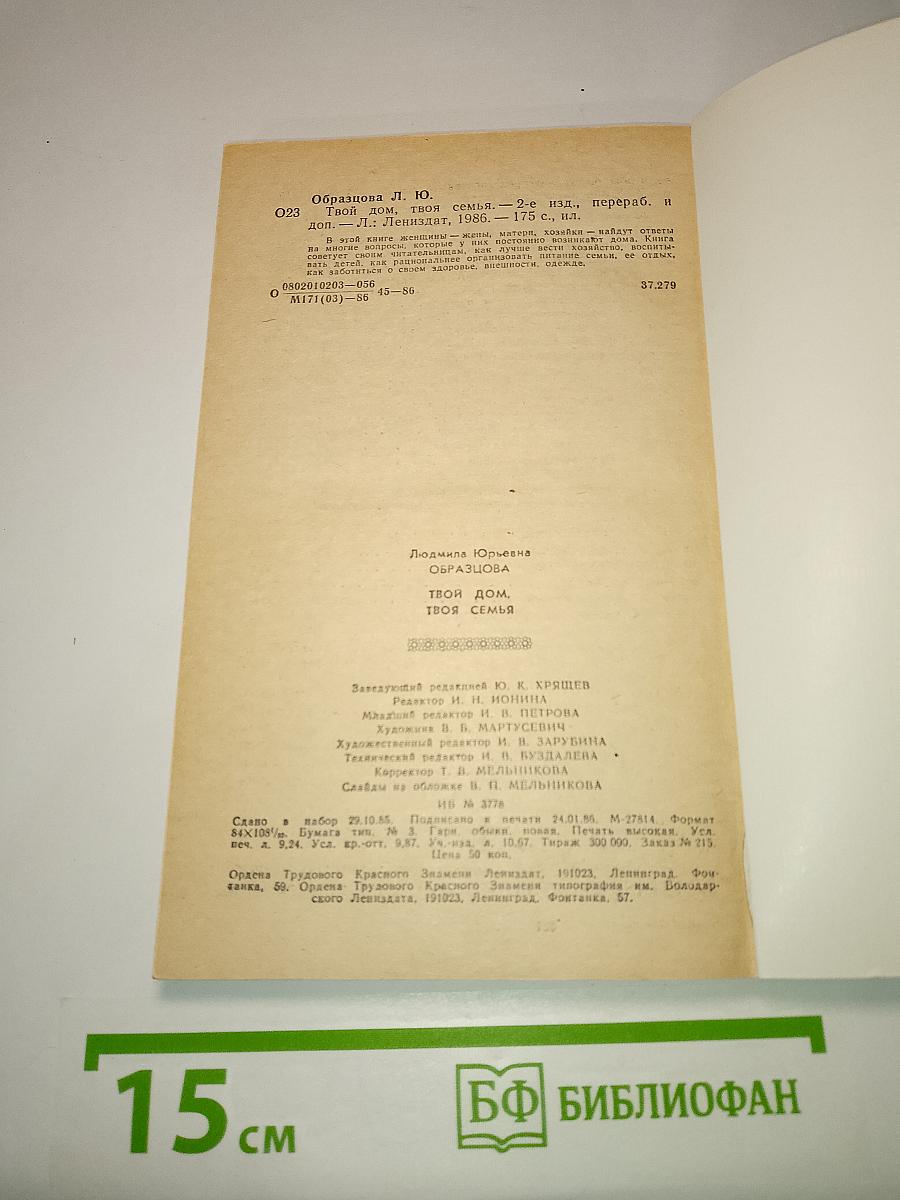 Образцова Л. Ю.
О23 Твой дом, твоя семья. — 2-е изд., перераб. и
доп. — Л.: Лениздат, 1986. — 175 с., ил.
В этой книге женщины — жены, матери, хозяйки — найдут ответы
на многие вопросы, которые у них постоянно возникают дома. Книга
советует своим читательницам, как лучше вести хозяйство, воспиты-
вать детей, как рациональнее организовать питание семьи, ее отдых,
как заботиться о своем здоровье, внешности, одежде.
О 0802010203—056
М171(03)—86 45—86 37.279
Людмила Юрьевна
ОБРАЗЦОВА
ТВОЙ ДОМ,
ТВОЯ СЕМЬЯ
Заведующий редакцией Ю. К. ХРЯЩЕВ
Редактор И. Н. ИОНИНА
Младший редактор И. В. ПЕТРОВА
Художник В. Б. МАРТУСЕВИЧ
Художественный редактор И. В. ЗАРУБИНА
Технический редактор И. В. БУЗДАЛЕВА
Корректор Т. В. МЕЛЬНИКОВА
Слайды на обложке В. П. МЕЛЬНИКОВА
ИБ № 3778
Сдано в набор 29.10.85. Подписано к печати 24.01.86. М-27814. Формат
84×108¹/₃₂. Бумага тип. № 3. Гарн. обыкн. новая. Печать высокая. Усл.
печ. л. 9,24. Усл. кр.-отт. 9,87. Уч.-изд. л. 10,67. Тираж 300 000. Заказ № 215.
Цена 50 коп.
Ордена Трудового Красного Знамени Лениздат, 191023, Ленинград, Фон-
танка, 59. Ордена Трудового Красного Знамени типография им. Володар-
ского Лениздата, 191023, Ленинград, Фонтанка, 57.
15 см
БФ БИБЛИОФАН